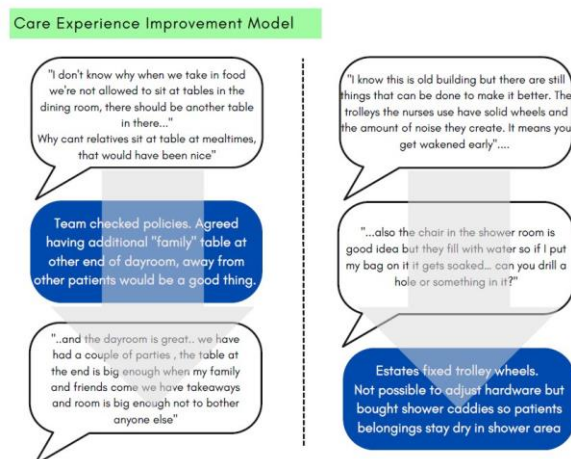 Care Experience Improvement Model
"I don't know why when we take in food
we're not allowed to sit at tables in the
dining room, there should be another table
in there..."
Why cant relatives sit at table at mealtimes,
that would have been nice"
Team checked policies. Agreed
having additional "family" table at
other end of dayroom, away from
other patients would be a good thing.
"..and the dayroom is great.. we have
had a couple of parties , the table at
the end is big enough when my family
and friends come we have takeaways
and room is big enough not to bother
anyone else"
"I know this is old building but there are still
things that can be done to make it better. The
trolleys the nurses use have solid wheels and
the amount of noise they create. It means you
get wakened early"....
"...also the chair in the shower room is
good idea but they fill with water so if I put
my bag on it it gets soaked... can you drill a
hole or something in it?"
Estates fixed trolley wheels.
Not possible to adjust hardware but
bought shower caddies so patients
belongings stay dry in shower area